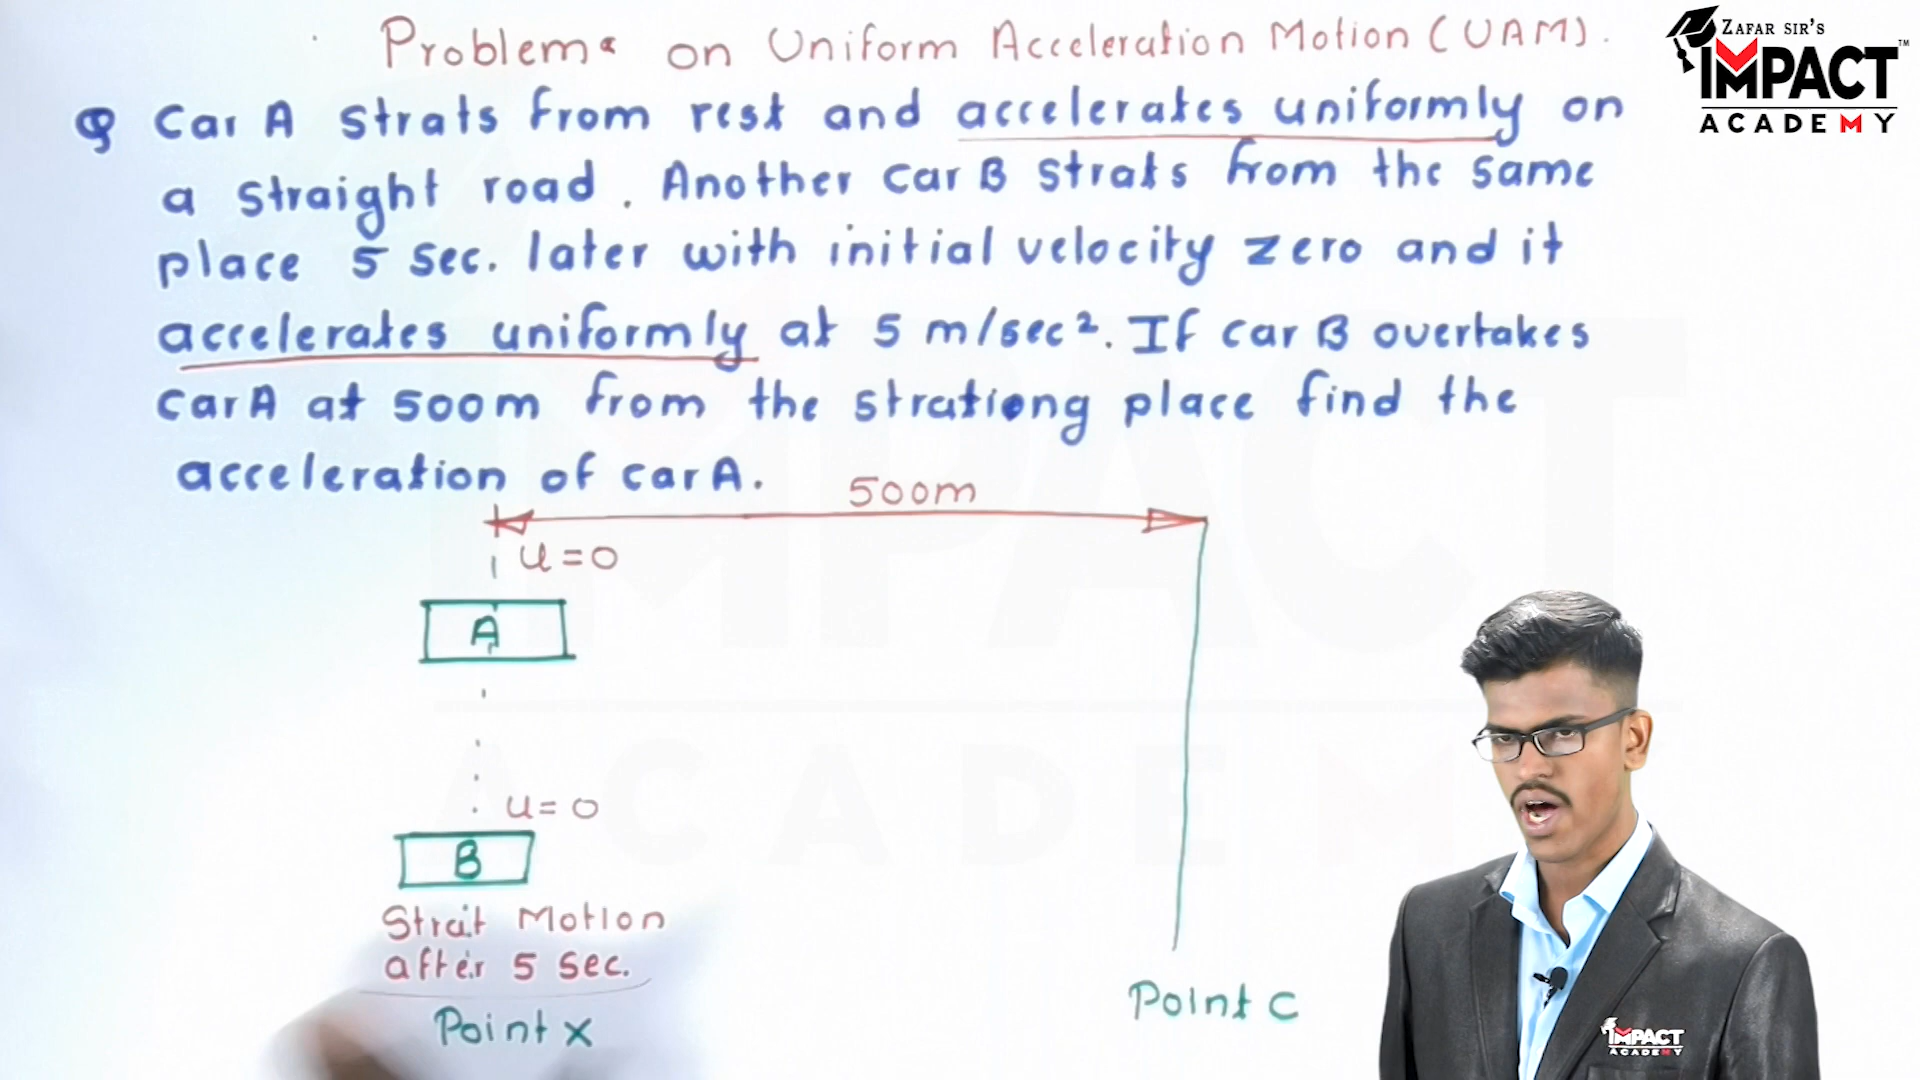 Problems on Uniform Acceleration Motion (UAM).
ZAFAR SIR'S
IMPACT™
ACADEMY
Q Car A Strats from rest and accelerates uniformly on
a straight road. Another car B Strats from the same
place 5 sec. later with initial velocity zero and it
accelerates uniformly at 5 m/sec². If car B overtakes
car A at 500m from the strationg place find the
acceleration of car A.
500m
u=0
A
u=0
B
Motion
after 5 sec.
Point x
Point C
IMPACT
ACADEMY
IMPACT
ACADEMY